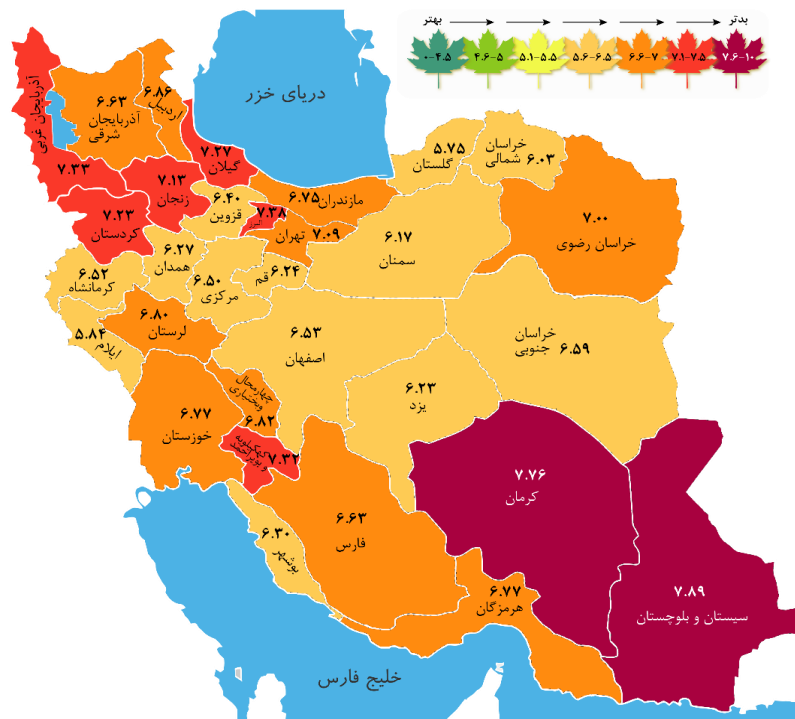 بهتر
بدتر
۰-۴.۵
۴.۶-۵
۵.۱-۵.۵
۵.۶-۶.۵
۶.۶-۷
۷.۱-۷.۵
۷.۶-۱۰
دریای خزر
آذربایجان غربی
۷.۳۳
۶.۶۳
آذربایجان
شرقی
۶.۸۶
اردبیل
۷.۲۷
گیلان
۷.۱۳
زنجان
۷.۲۳
کردستان
۶.۴۰
قزوین
۷.۳۸
البرز
۶.۷۵
مازندران
۷.۰۹
تهران
۵.۷۵
گلستان
خراسان
شمالی
۶.۰۳
۷.۰۰
خراسان رضوی
۶.۱۷
سمنان
۶.۲۷
همدان
۶.۵۲
کرمانشاه
۶.۵۰
مرکزی
۶.۲۴
قم
۵.۸۴
ایلام
۶.۸۰
لرستان
۶.۵۳
اصفهان
خراسان
جنوبی
۶.۵۹
۶.۲۳
یزد
چهارمحال
وبختیاری
۶.۸۲
۶.۷۷
خوزستان
کهگیلویه
و بویراحمد
۷.۳۲
۷.۷۶
کرمان
۶.۶۳
فارس
۶.۳۰
بوشهر
۶.۷۷
هرمزگان
۷.۸۹
سیستان و بلوچستان
خلیج فارس